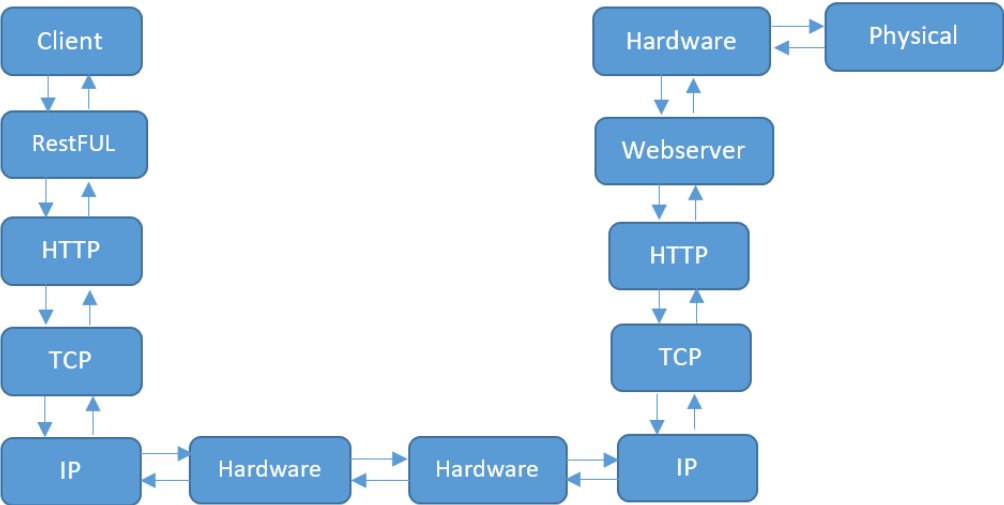 Client
RestFUL
HTTP
TCP
IP
Hardware
Hardware
IP
TCP
HTTP
Webserver
Hardware
Physical